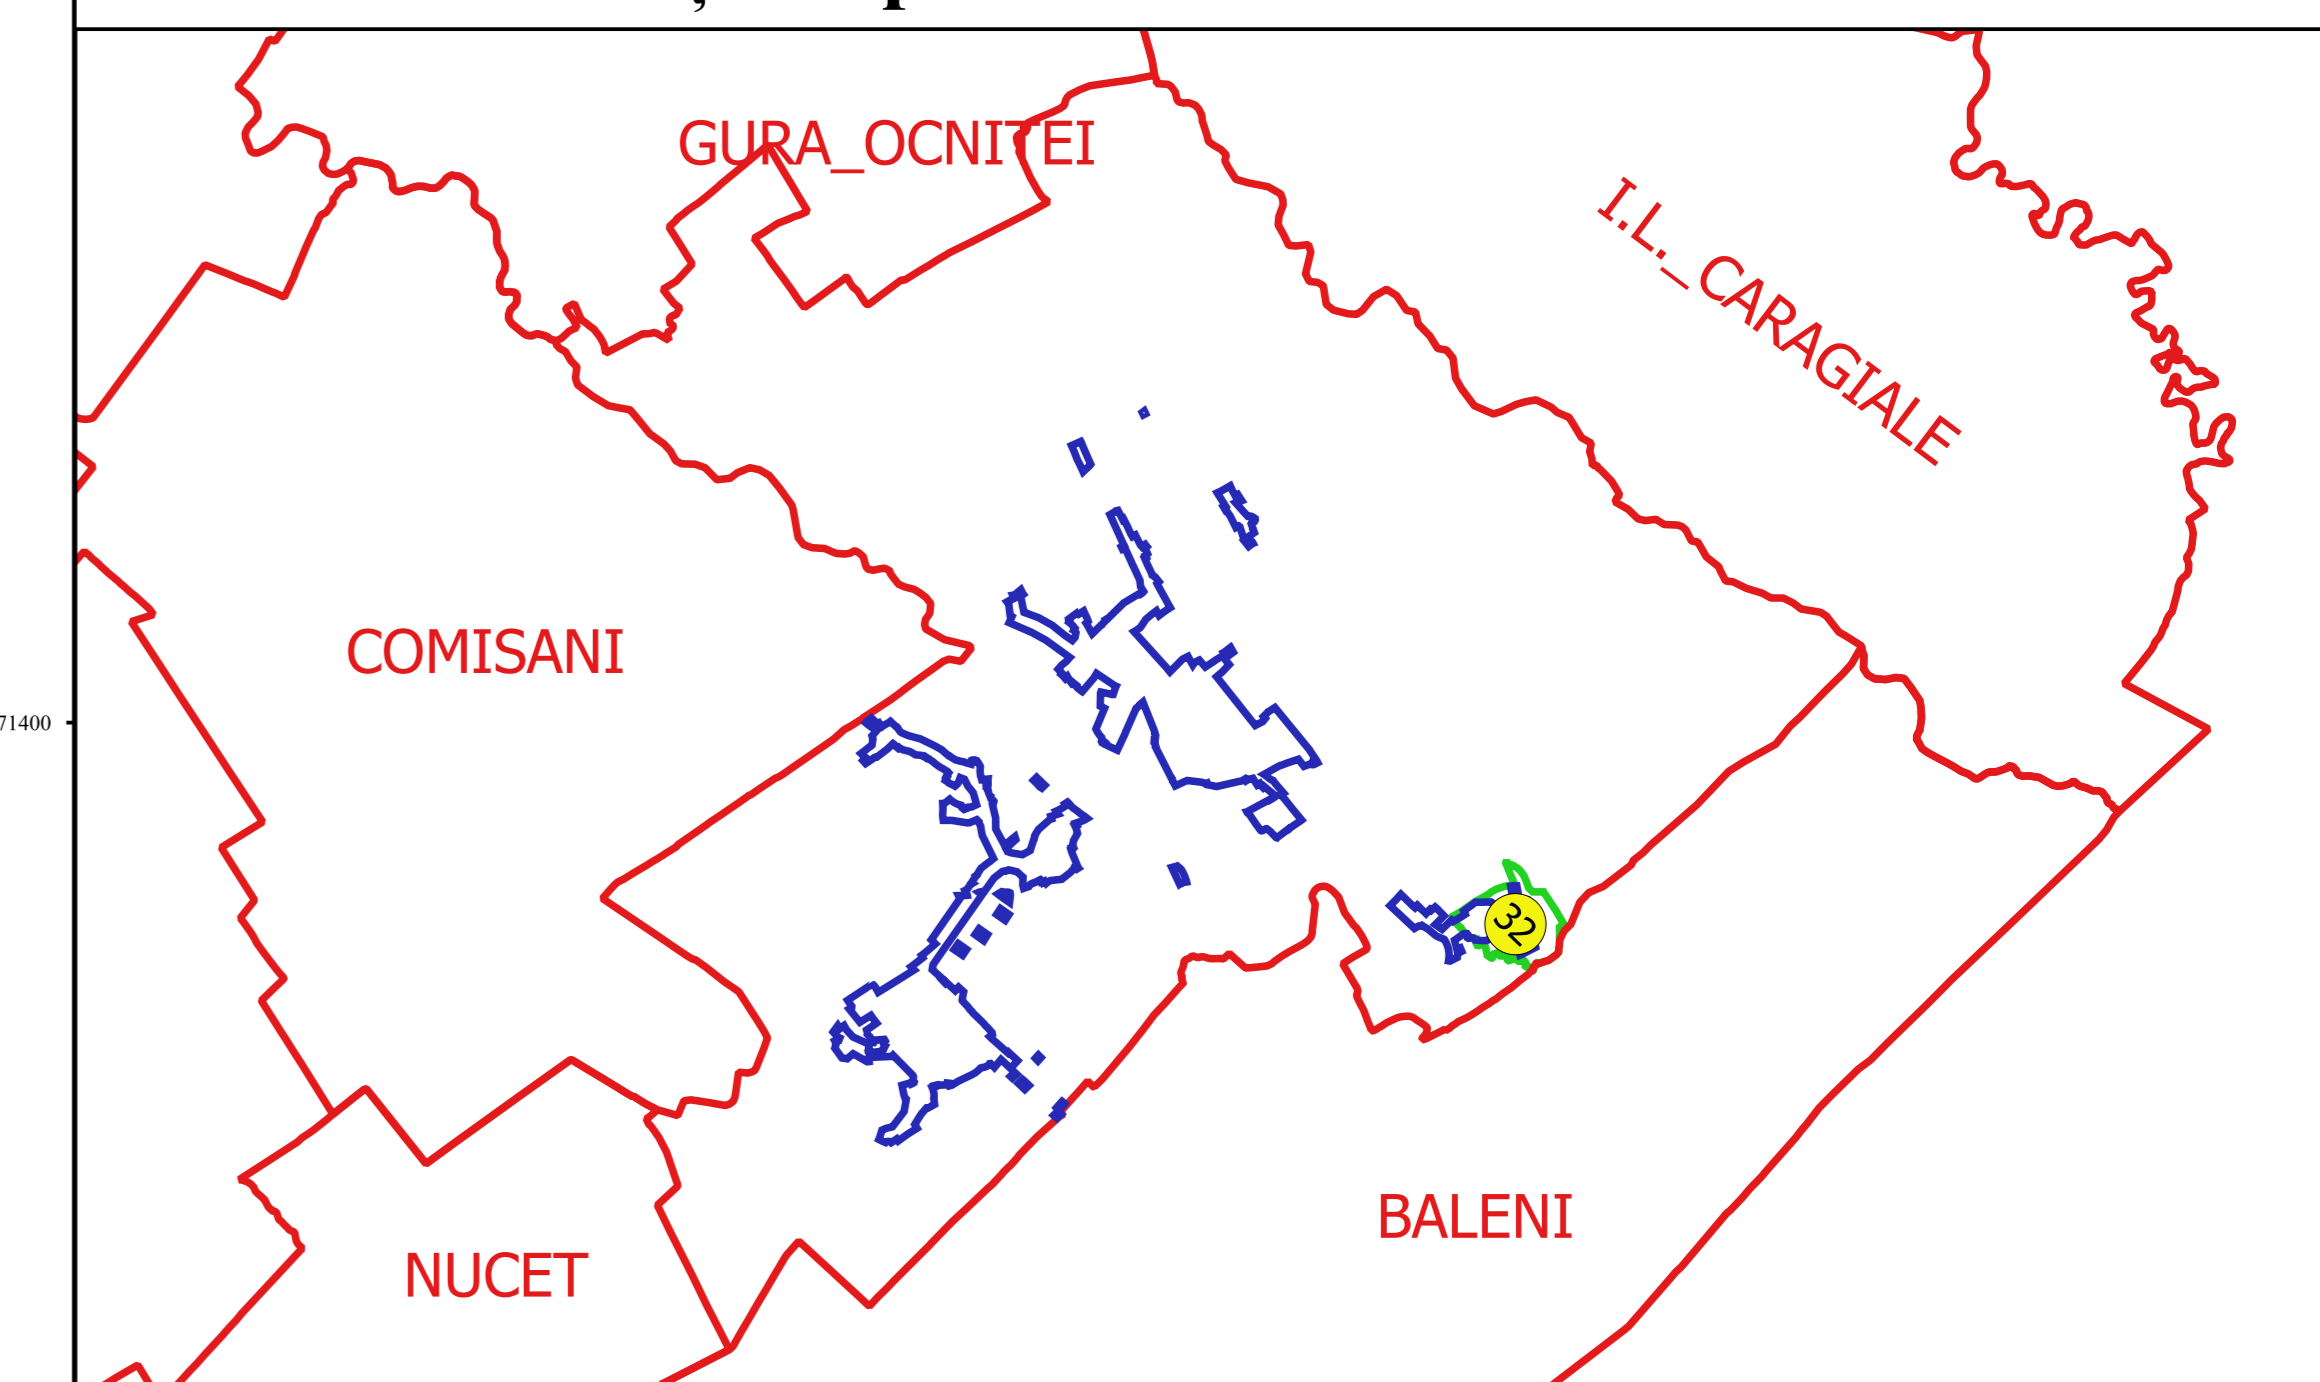 GURA_OCNITEI
I.L._CARAGIALE
COMISANI
71400
32
BALENI
NUCET